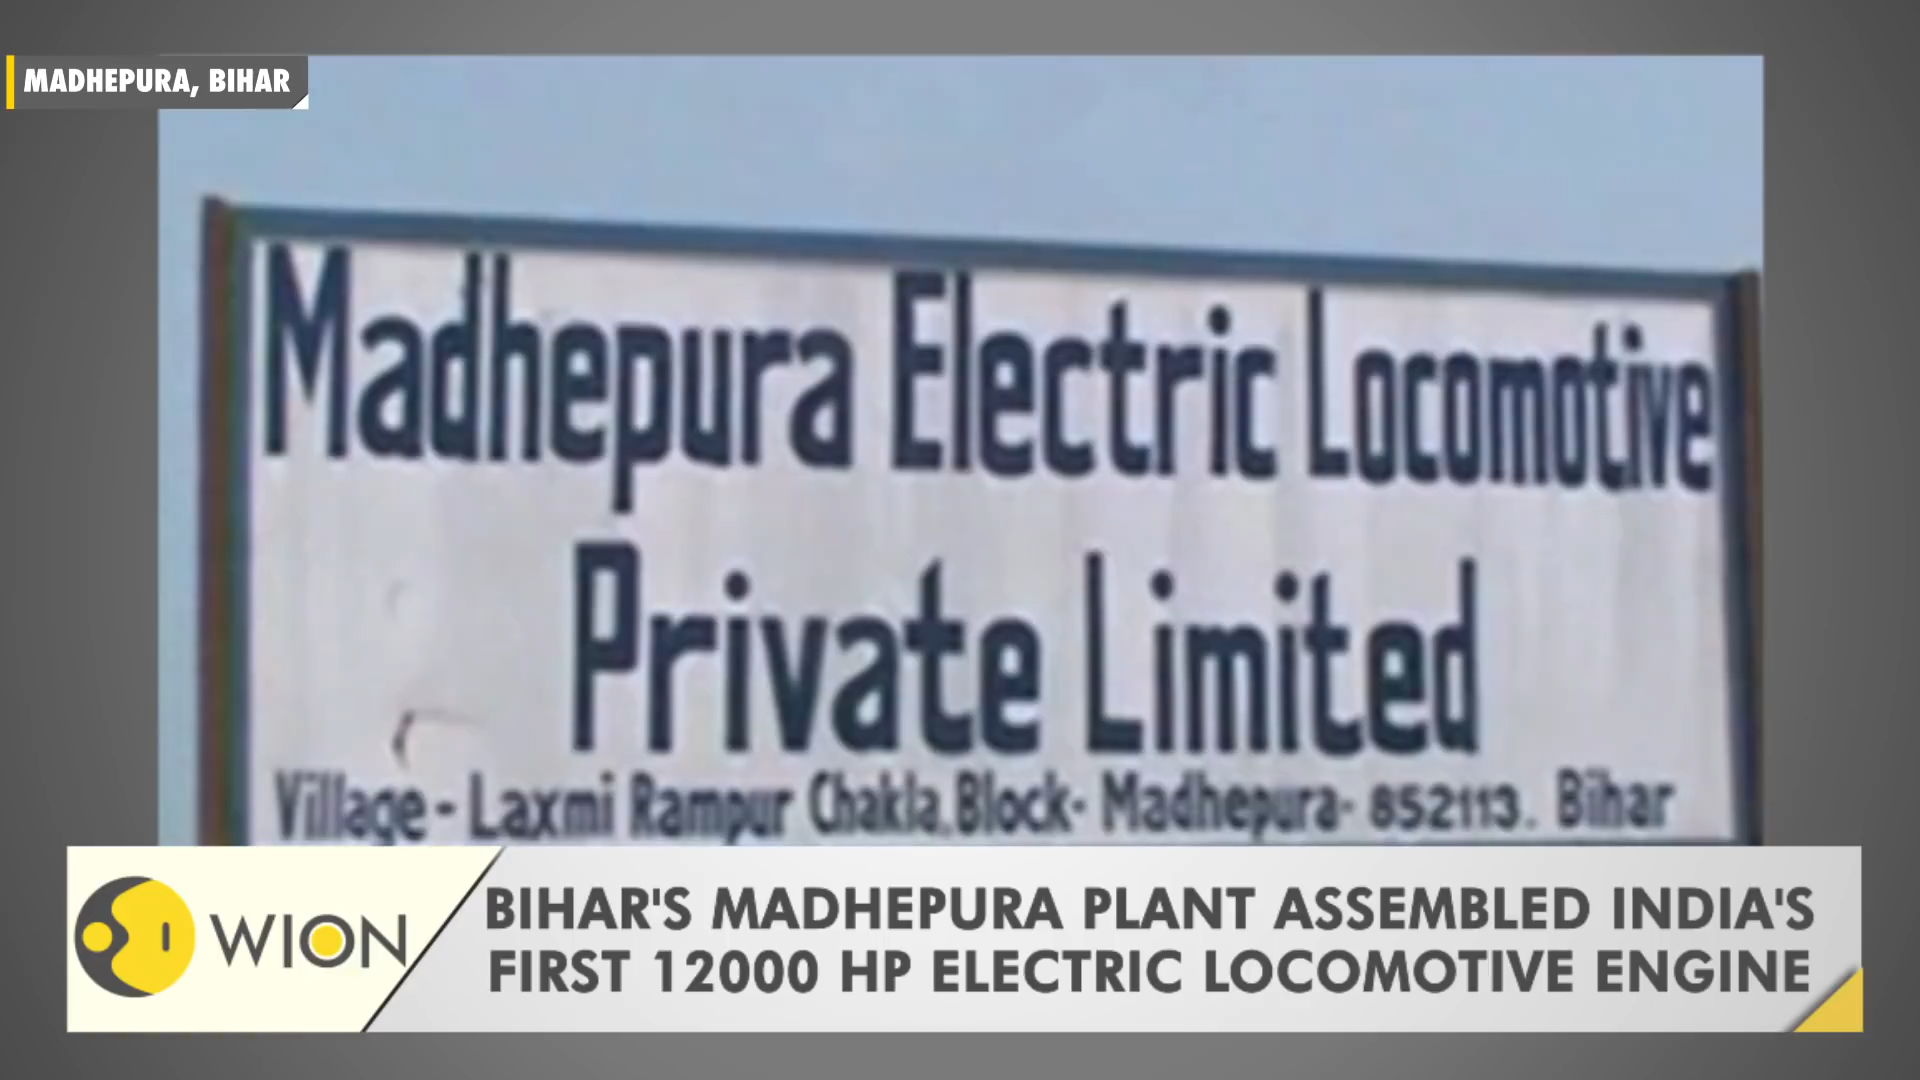 MADHEPURA, BIHAR
Madhepura Electric Locomotive
Private Limited
Village - Laxmi Rampur Chakla, Block- Madhepura- 852113. Bihar
WION
BIHAR'S MADHEPURA PLANT ASSEMBLED INDIA'S
FIRST 12000 HP ELECTRIC LOCOMOTIVE ENGINE